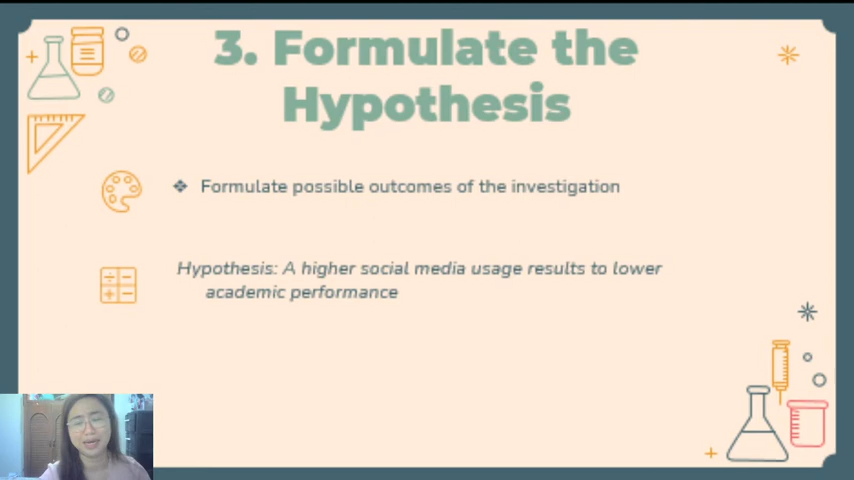 3. Formulate the
Hypothesis
❖ Formulate possible outcomes of the investigation
Hypothesis: A higher social media usage results to lower
academic performance